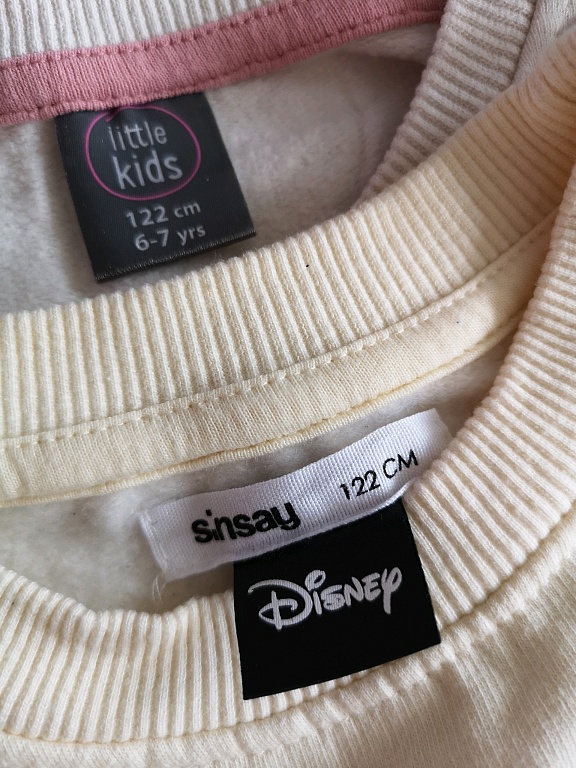 little
kids
122 cm
6-7 yrs
sinsay 122 CM
Disney